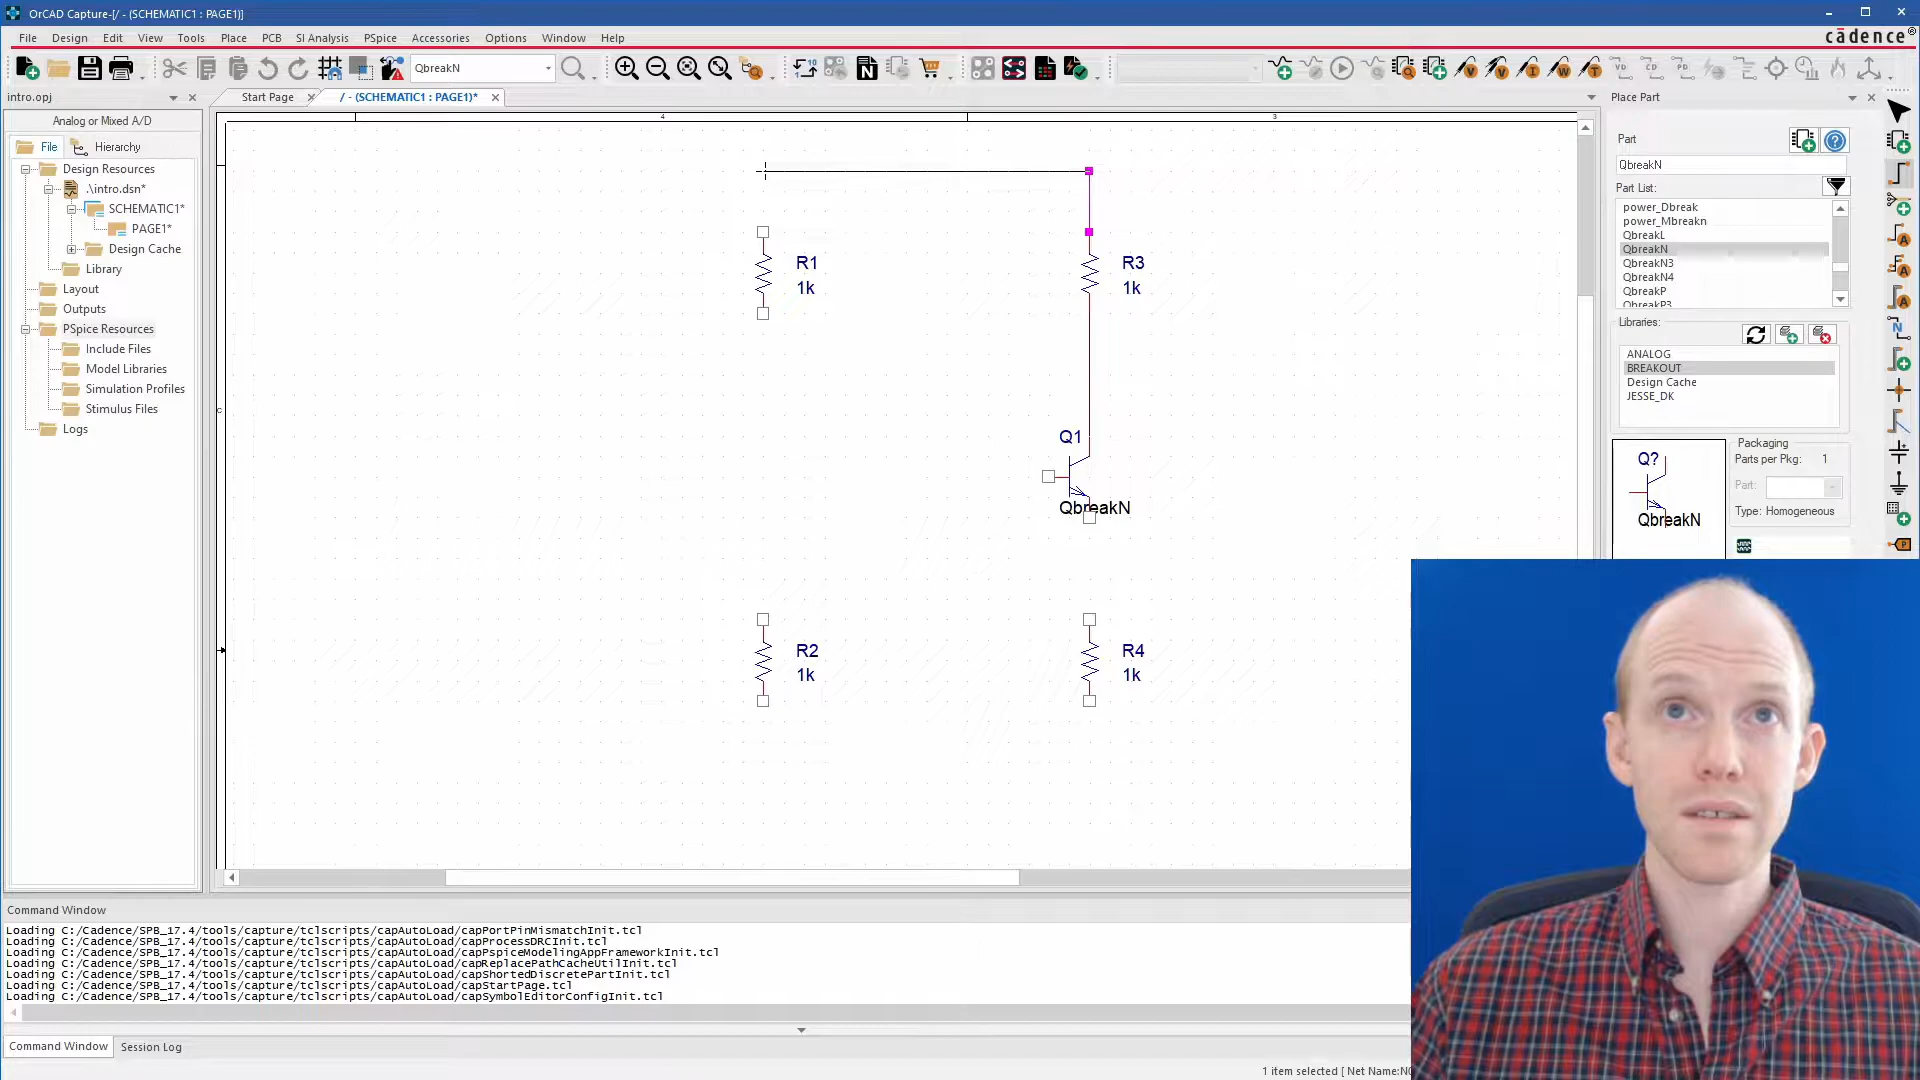 OrCAD Capture-[/ - (SCHEMATIC1 : PAGE1)]
File Design Edit View Tools Place PCB SI Analysis PSpice Accessories Options Window Help
cādence®
QbreakN
intro.opj
Start Page
/ - (SCHEMATIC1 : PAGE1)*
Place Part
Analog or Mixed A/D
File Hierarchy
Design Resources
.\intro.dsn*
SCHEMATIC1*
PAGE1*
Design Cache
Library
Layout
Outputs
PSpice Resources
Include Files
Model Libraries
Simulation Profiles
Stimulus Files
Logs
4
3
C
R1
1k
R3
1k
Q1
QbreakN
R2
1k
R4
1k
Part
QbreakN
Part List:
power_Dbreak
power_Mbreakn
QbreakL
QbreakN
QbreakN3
QbreakN4
QbreakP
QbreakP3
Libraries:
ANALOG
BREAKOUT
Design Cache
JESSE_DK
Q?
QbreakN
Packaging
Parts per Pkg: 1
Part:
Type: Homogeneous
Command Window
Loading C:/Cadence/SPB_17.4/tools/capture/tclscripts/capAutoLoad/capPortPinMismatchInit.tcl
Loading C:/Cadence/SPB_17.4/tools/capture/tclscripts/capAutoLoad/capProcessDRCInit.tcl
Loading C:/Cadence/SPB_17.4/tools/capture/tclscripts/capAutoLoad/capPspiceModelingAppFrameworkInit.tcl
Loading C:/Cadence/SPB_17.4/tools/capture/tclscripts/capAutoLoad/capReplacePathCacheUtilInit.tcl
Loading C:/Cadence/SPB_17.4/tools/capture/tclscripts/capAutoLoad/capShortedDiscretePartInit.tcl
Loading C:/Cadence/SPB_17.4/tools/capture/tclscripts/capAutoLoad/capStartPage.tcl
Loading C:/Cadence/SPB_17.4/tools/capture/tclscripts/capAutoLoad/capSymbolEditorConfigInit.tcl
Command Window Session Log
1 item selected [ Net Name: